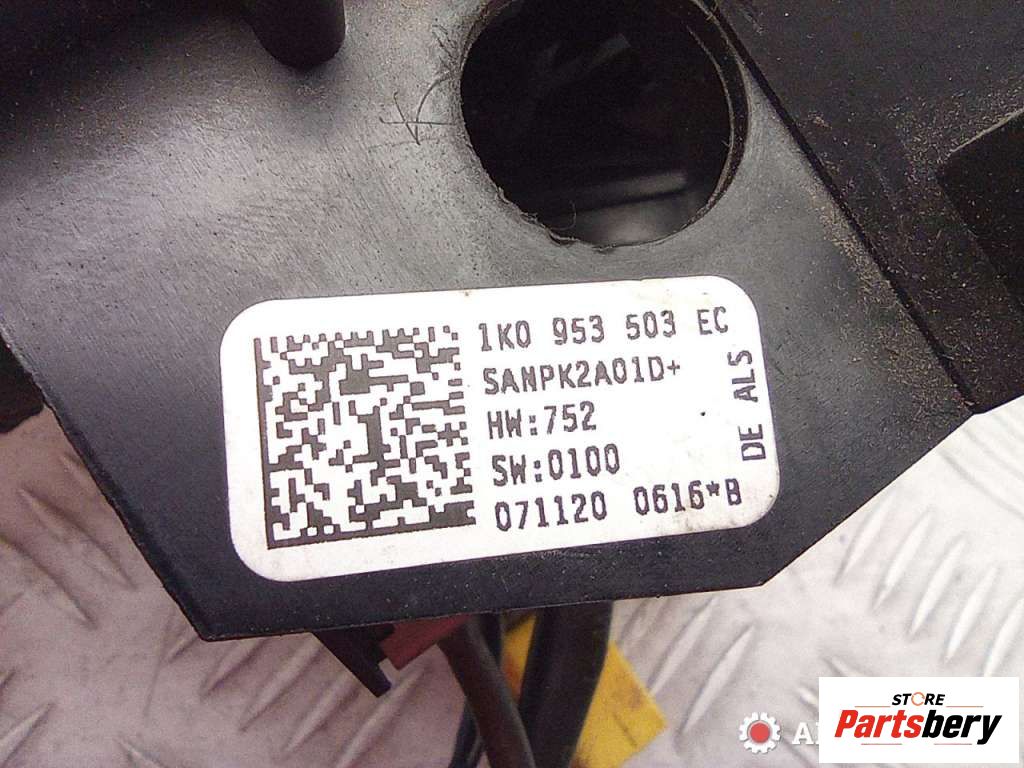 1K0 953 503 EC
SANPK2A01D+
HW:752
SW:0100
071120 0616*B
DE ALS
STORE
Partsbery